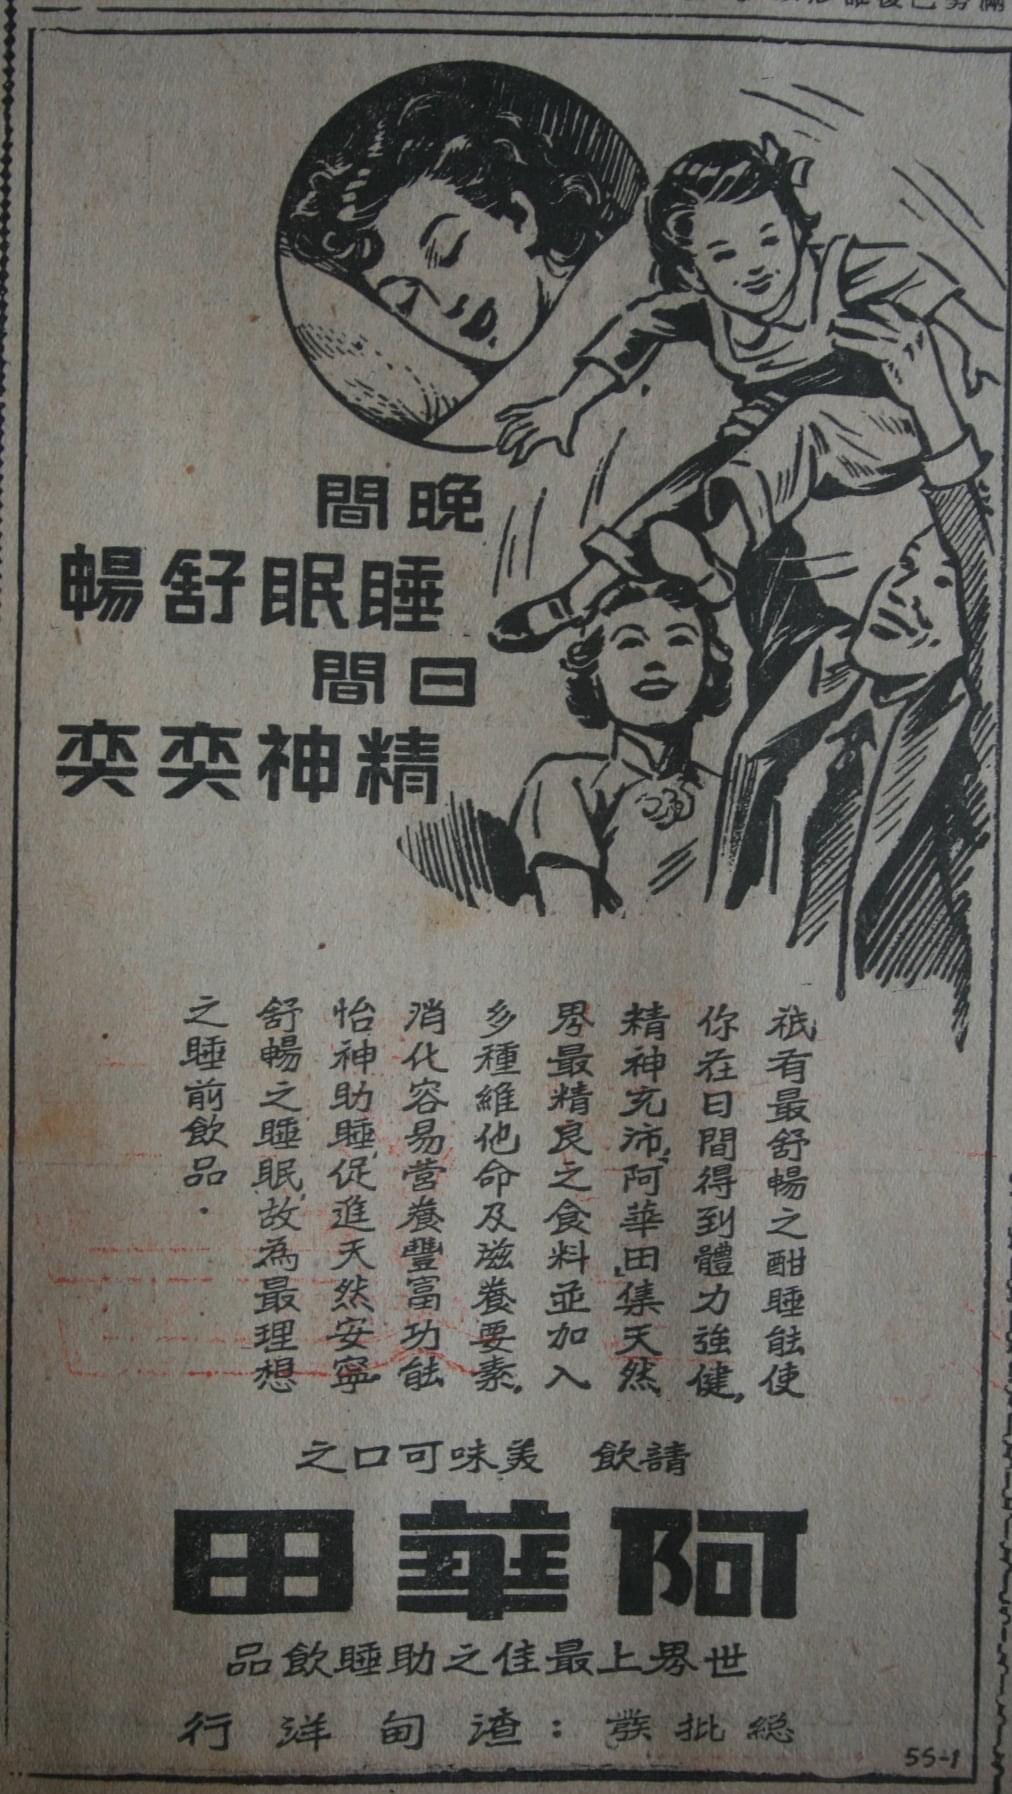 晚間
睡眠舒暢
日間
精神奕奕
祇有最舒暢之酣睡能使
你在日間得到體力強健,
精神充沛,阿華田,集天然
界最精良之食料並加入
多種維他命及滋養要素,
消化容易營養豐富功能
怡神助睡,促進天然安寧
舒暢之睡眠,故為最理想
之睡前飲品.
請飲 美味可口之
阿華田
世界上最佳之助睡飲品
総批發:渣甸洋行
SS-1